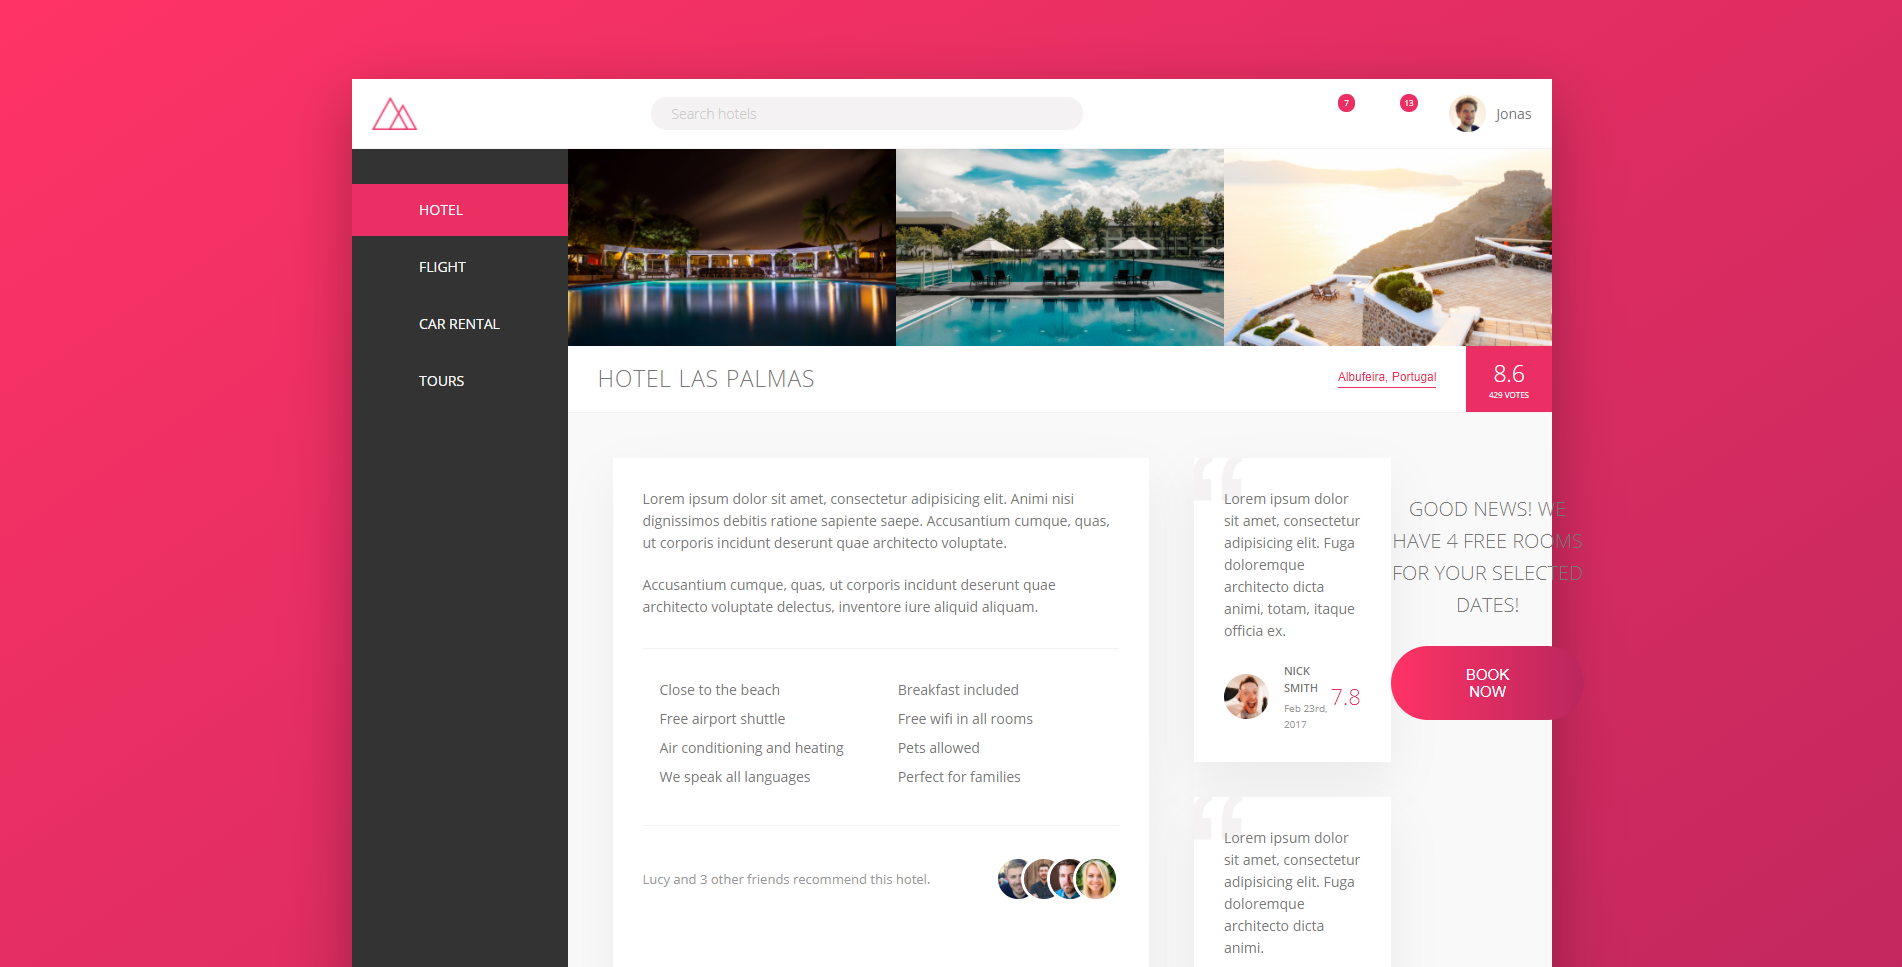 Search hotels
7
13
Jonas
HOTEL
FLIGHT
CAR RENTAL
TOURS
HOTEL LAS PALMAS
Albufeira, Portugal
8.6
429 VOTES
Lorem ipsum dolor sit amet, consectetur adipisicing elit. Animi nisi
dignissimos debitis ratione sapiente saepe. Accusantium cumque, quas,
ut corporis incidunt deserunt quae architecto voluptate.
Accusantium cumque, quas, ut corporis incidunt deserunt quae
architecto voluptate delectus, inventore iure aliquid aliquam.
Close to the beach
Breakfast included
Free airport shuttle
Free wifi in all rooms
Air conditioning and heating
Pets allowed
We speak all languages
Perfect for families
Lucy and 3 other friends recommend this hotel.
“
Lorem ipsum dolor
sit amet, consectetur
adipisicing elit. Fuga
doloremque
architecto dicta
animi, totam, itaque
officia ex.
NICK
SMITH
Feb 23rd,
2017
7.8
“
Lorem ipsum dolor
sit amet, consectetur
adipisicing elit. Fuga
doloremque
architecto dicta
animi.
GOOD NEWS! WE
HAVE 4 FREE ROOMS
FOR YOUR SELECTED
DATES!
BOOK
NOW